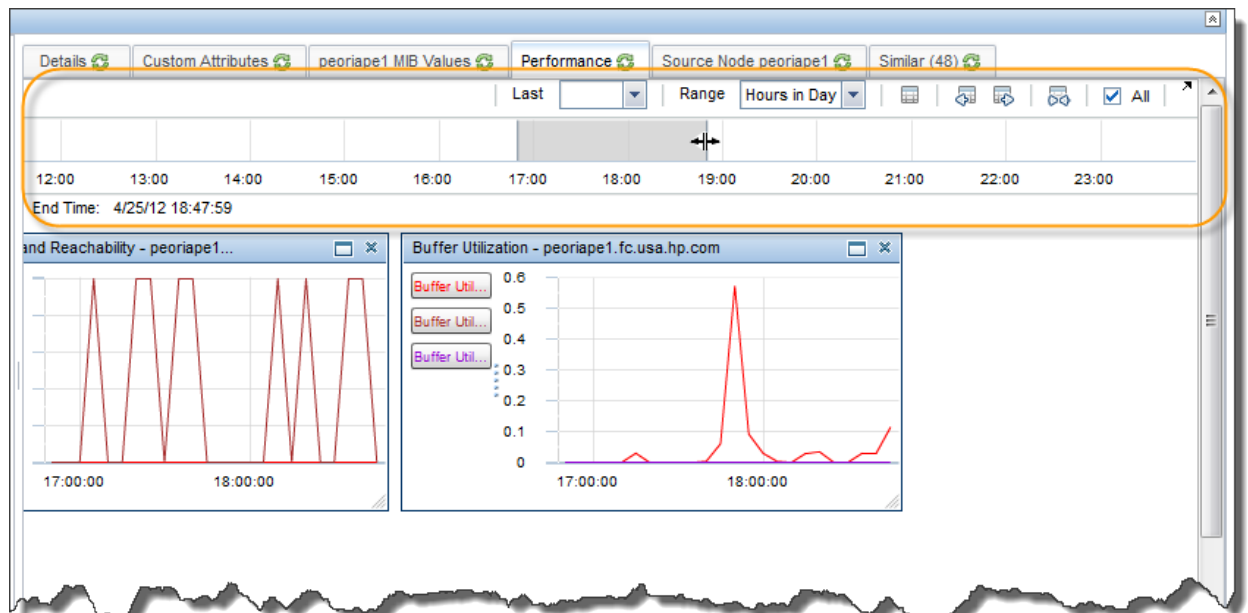 Details Custom Attributes peoriape1 MIB Values Performance Source Node peoriape1 Similar (48)
Last Range Hours in Day All
12:00 13:00 14:00 15:00 16:00 17:00 18:00 19:00 20:00 21:00 22:00 23:00
End Time: 4/25/12 18:47:59
and Reachability - peoriape1...
17:00:00 18:00:00
Buffer Utilization - peoriape1.fc.usa.hp.com
Buffer Util...
Buffer Util...
Buffer Util...
0.6
0.5
0.4
0.3
0.2
0.1
0
17:00:00 18:00:00